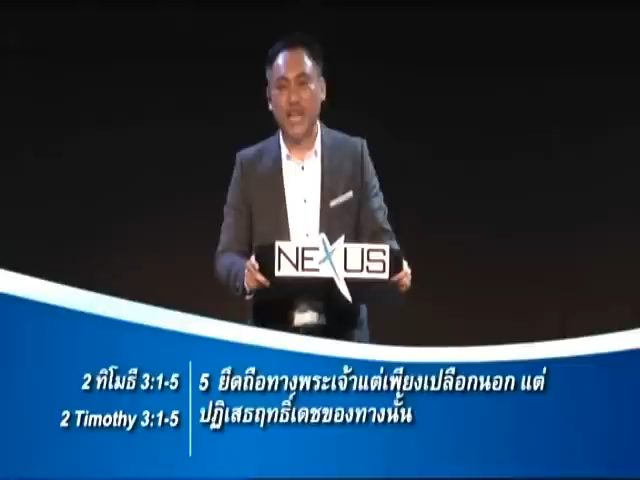 NEXUS
2 ทิโมธี 3:1-5
2 Timothy 3:1-5
5 ยึดถือทางพระเจ้าแต่เพียงเปลือกนอก แต่
ปฏิเสธฤทธิ์เดชของทางนั้น